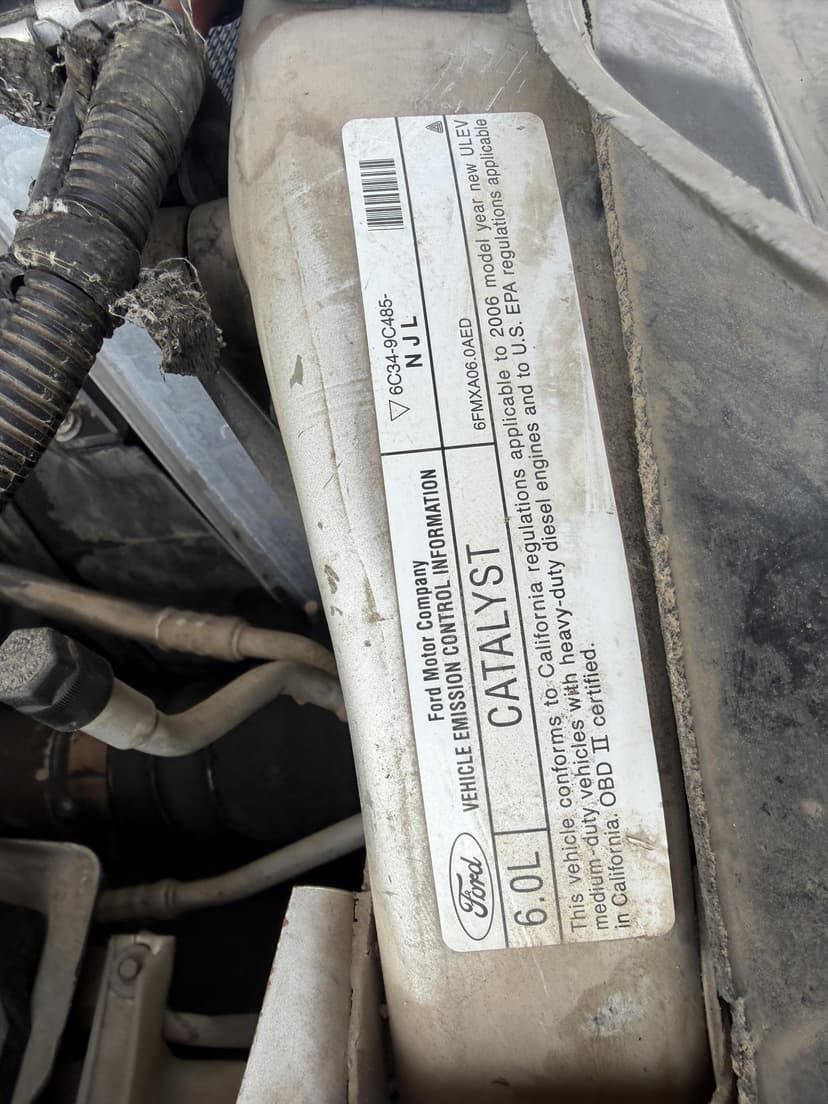 Ford
Ford Motor Company
VEHICLE EMISSION CONTROL INFORMATION
▽ 6C34-9C485-
NJL
6.0L
CATALYST
6FMXA06.0AED
This vehicle conforms to California regulations applicable to 2006 model year new ULEV
medium-duty vehicles with heavy-duty diesel engines and to U.S. EPA regulations applicable
in California. OBD II certified.